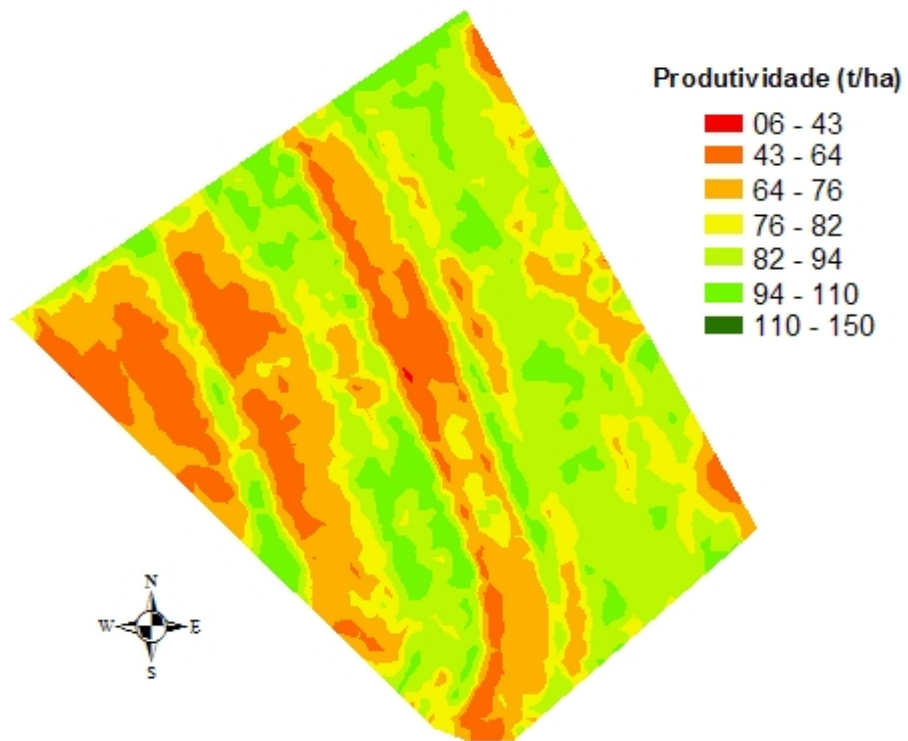 Produtividade (t/ha)
06 - 43
43 - 64
64 - 76
76 - 82
82 - 94
94 - 110
110 - 150
N
W E
S